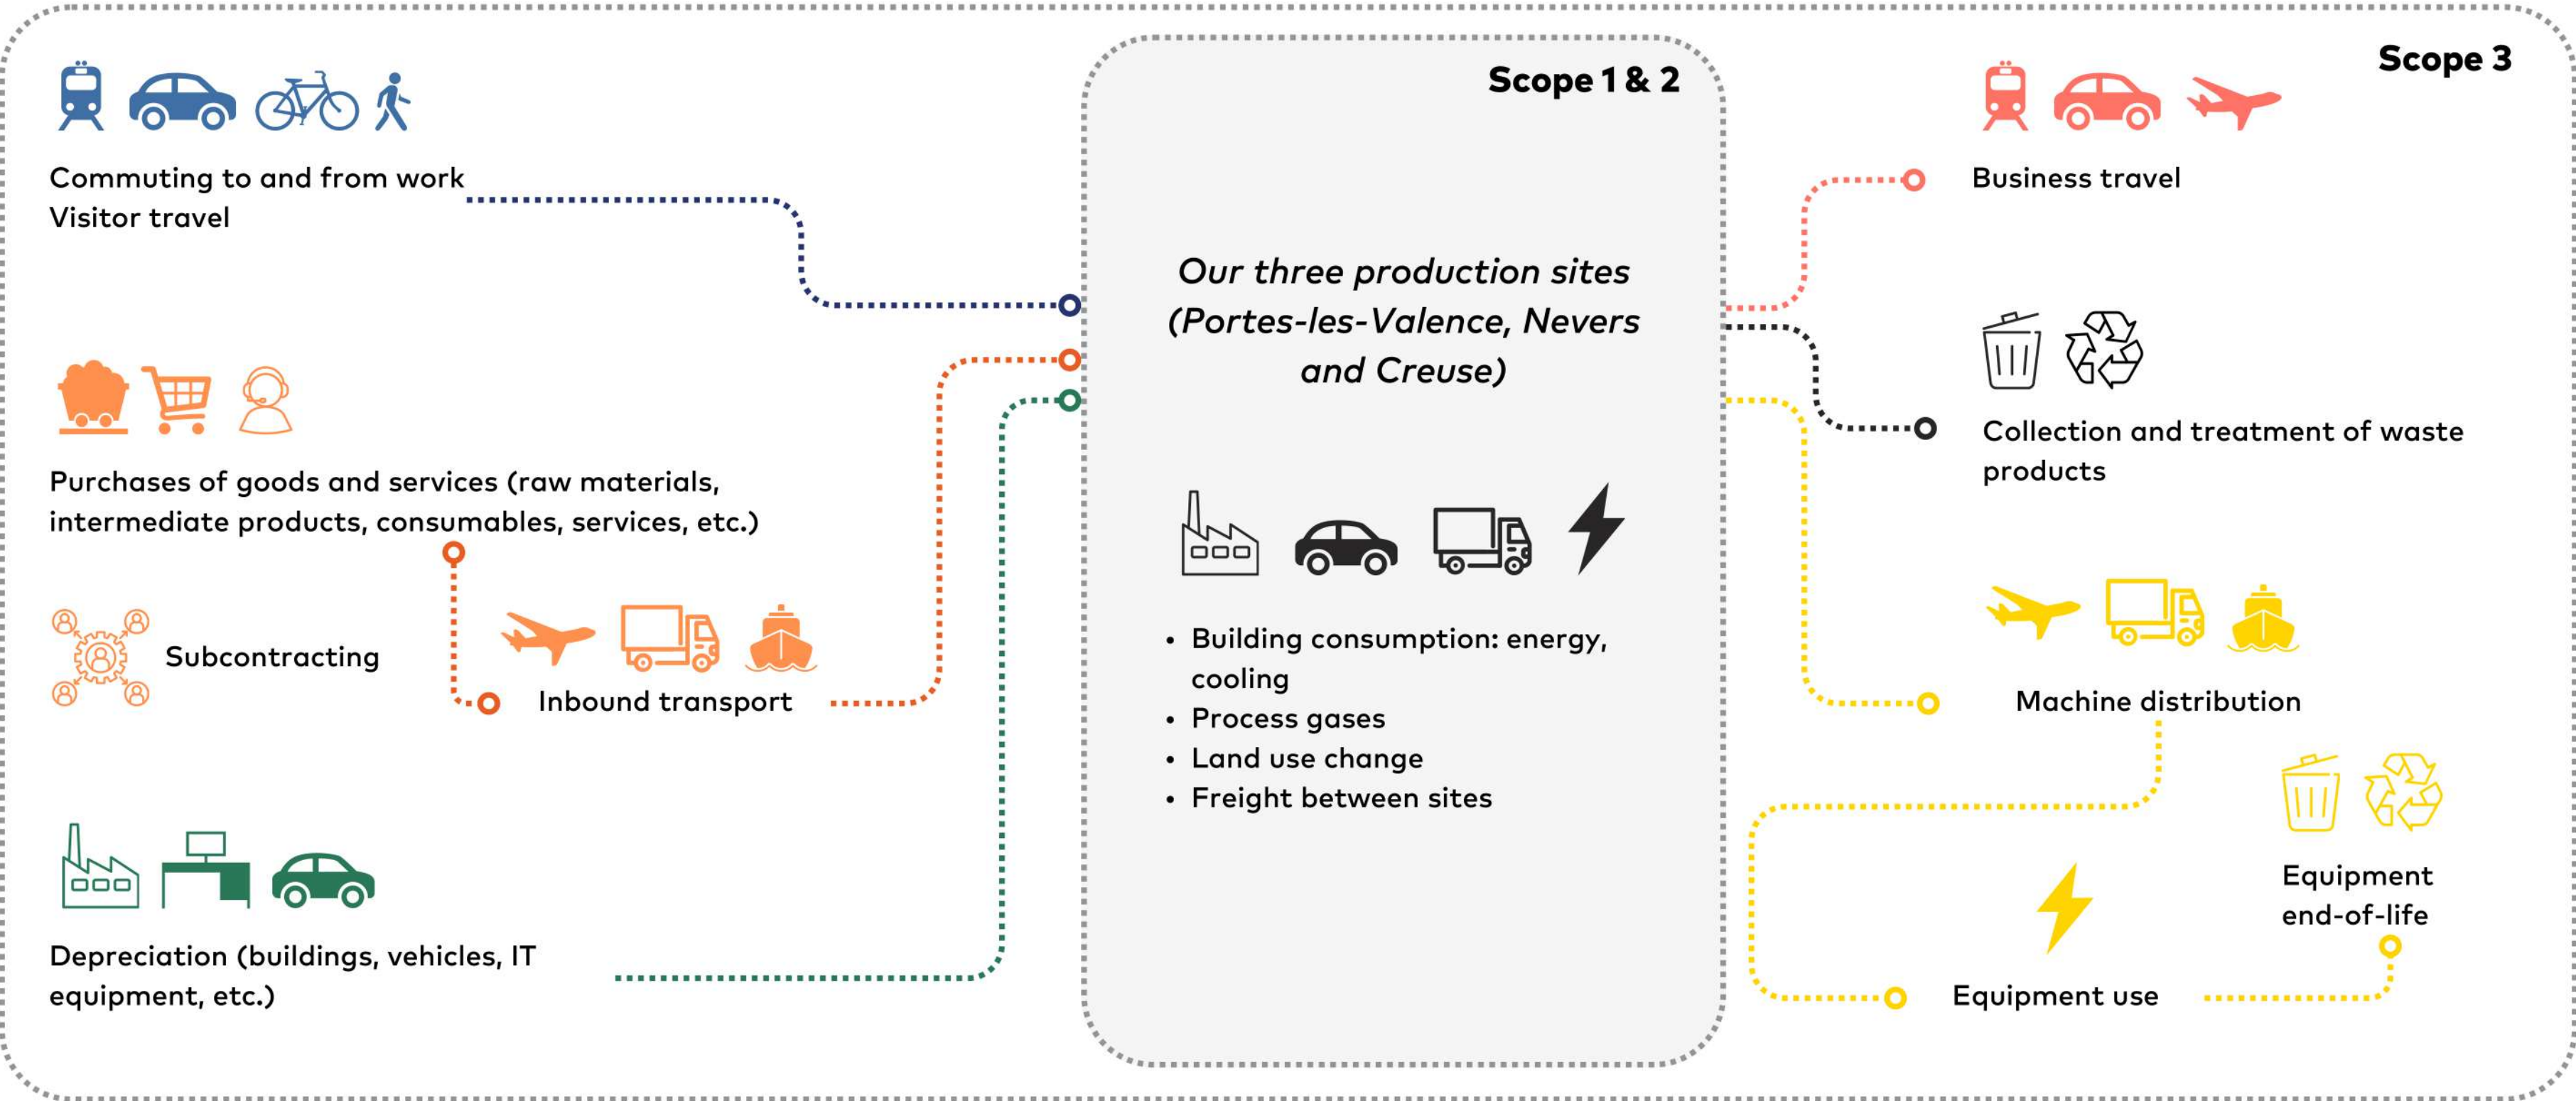 Commuting to and from work
Visitor travel
Purchases of goods and services (raw materials,
intermediate products, consumables, services, etc.)
Subcontracting
Inbound transport
Depreciation (buildings, vehicles, IT
equipment, etc.)
Scope 1 & 2
Our three production sites
(Portes-les-Valence, Nevers
and Creuse)
• Building consumption: energy,
cooling
• Process gases
• Land use change
• Freight between sites
Scope 3
Business travel
Collection and treatment of waste
products
Machine distribution
Equipment
end-of-life
Equipment use